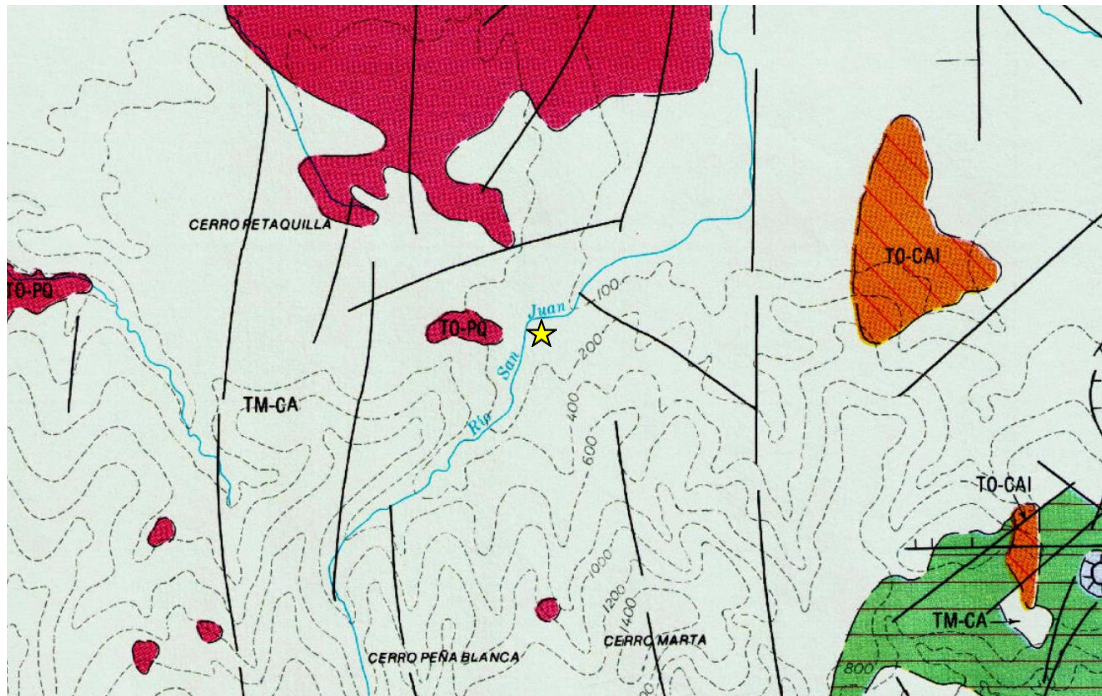 CERRO PETAQUILLA
TO-PQ
TO-CAI
100
Juan
TO-PQ
200
San
TM-CA
400
Río
600
TO-CAI
1000
1200
1400
TM-CA
CERRO MARTA
CERRO PEÑA BLANCA
800